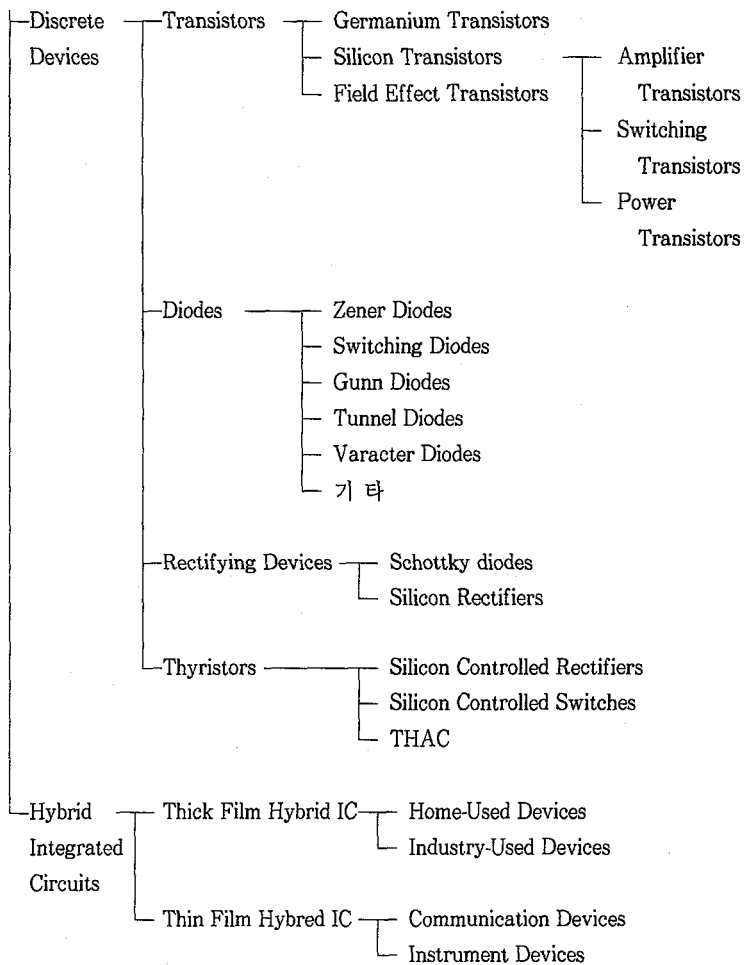 Discrete Devices
Transistors
Germanium Transistors
Silicon Transistors
Amplifier Transistors
Switching Transistors
Power Transistors
Field Effect Transistors
Diodes
Zener Diodes
Switching Diodes
Gunn Diodes
Tunnel Diodes
Varacter Diodes
기 타
Rectifying Devices
Schottky diodes
Silicon Rectifiers
Thyristors
Silicon Controlled Rectifiers
Silicon Controlled Switches
THAC
Hybrid Integrated Circuits
Thick Film Hybrid IC
Home-Used Devices
Industry-Used Devices
Thin Film Hybred IC
Communication Devices
Instrument Devices